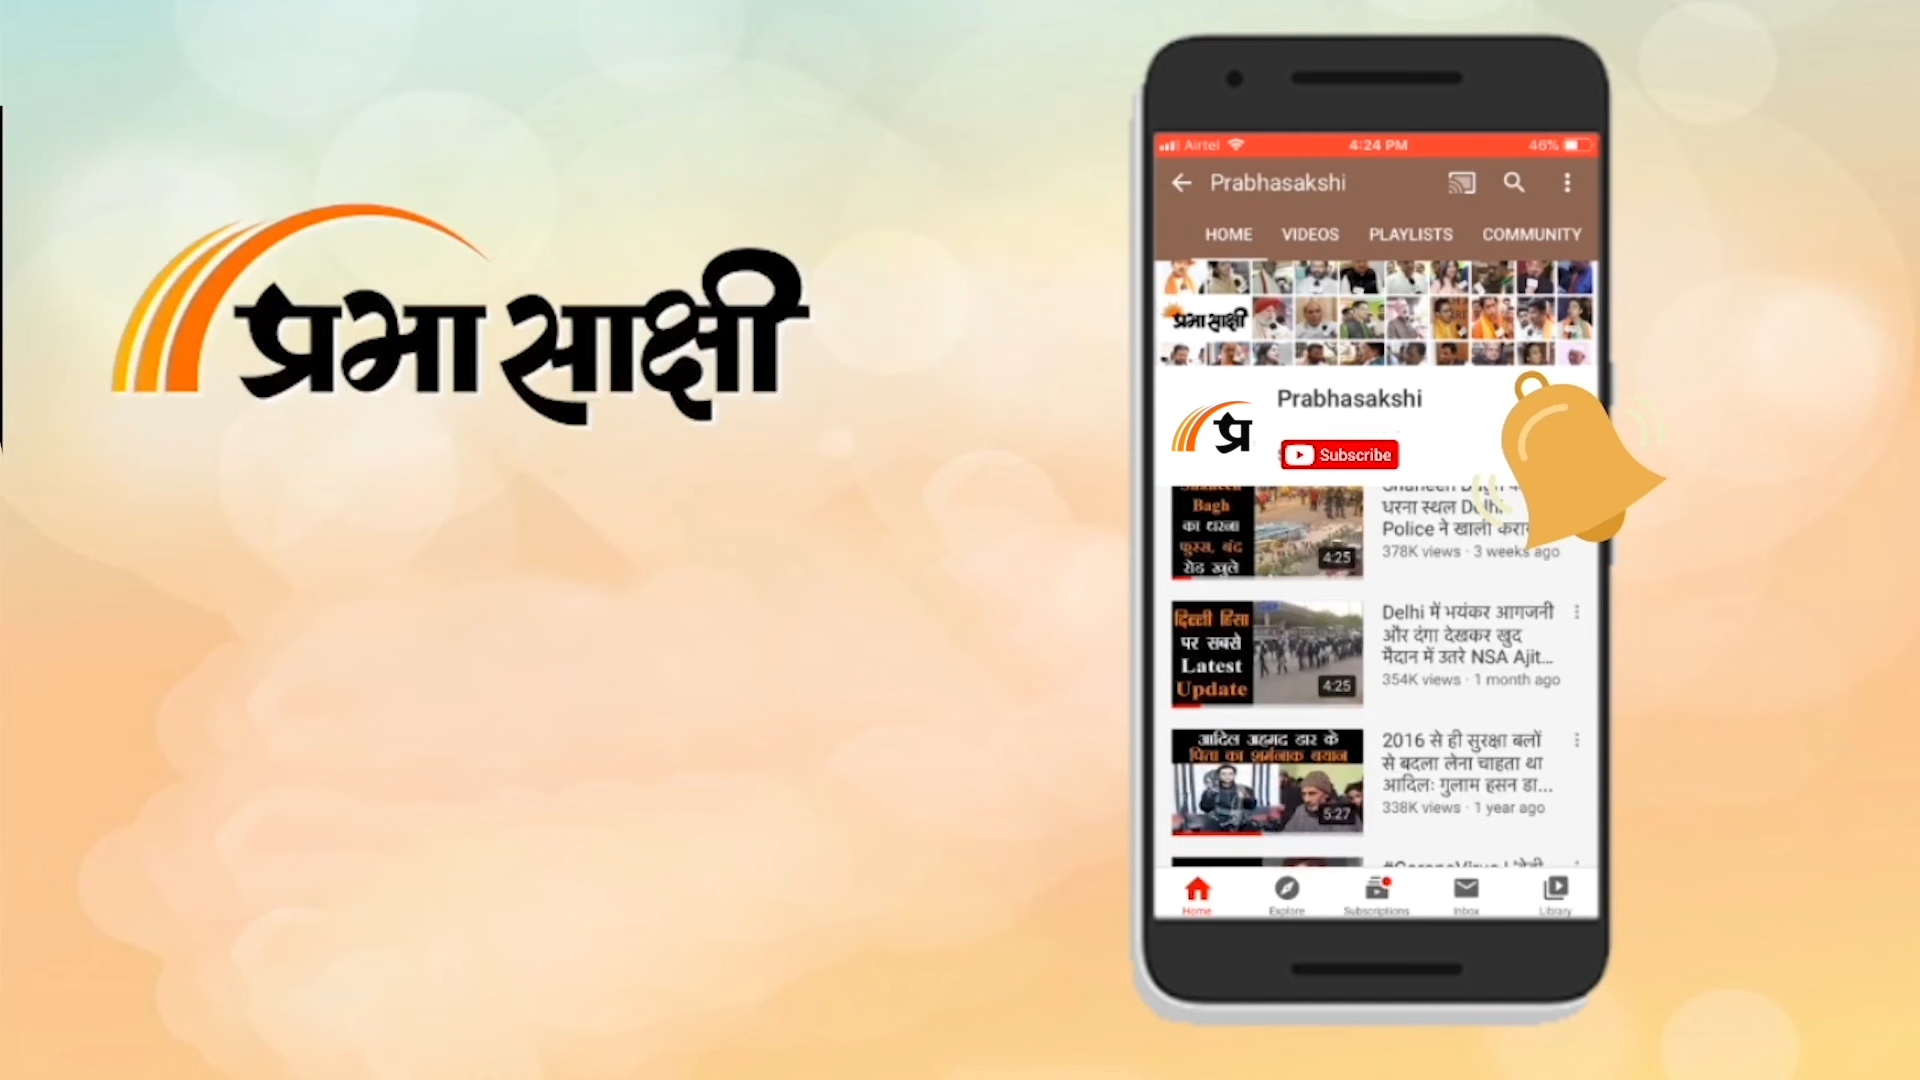 प्रभासाक्षी
Airtel 4:24 PM 46%
Prabhasakshi
HOME VIDEOS PLAYLISTS COMMUNITY
प्रभासाक्षी
Prabhasakshi
प्र
Subscribe
Bagh
का धरना
फुस्स, बंद
रोड खुले
4:25
धरना स्थल
Police ने खाली
378K views · 3 weeks ago
दिल्ली हिंसा
पर सबसे
Latest
Update
4:25
Delhi में भयंकर आगजनी
और दंगा देखकर खुद
मैदान में उतरे NSA Ajit...
354K views · 1 month ago
आदिल अहमद डार के
पिता का शर्मनाक बयान
5:27
2016 से ही सुरक्षा बलों
से बदला लेना चाहता था
आदिलः गुलाम हसन डा...
338K views · 1 year ago
Home Explore Subscriptions Inbox Library